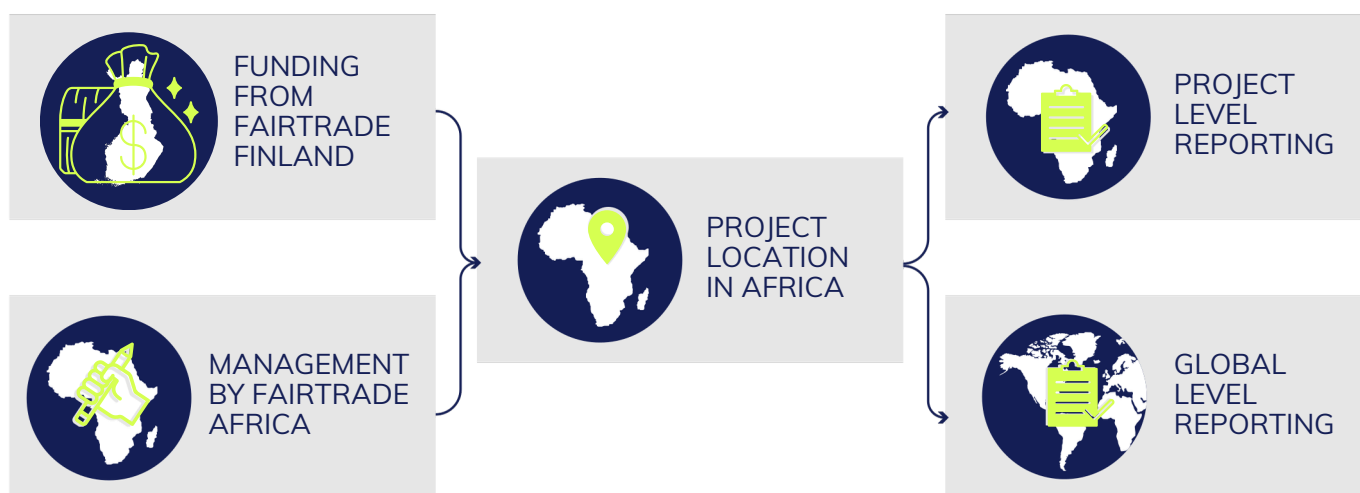 FUNDING
FROM
FAIRTRADE
FINLAND
$
MANAGEMENT
BY FAIRTRADE
AFRICA
PROJECT
LOCATION
IN AFRICA
PROJECT
LEVEL
REPORTING
GLOBAL
LEVEL
REPORTING